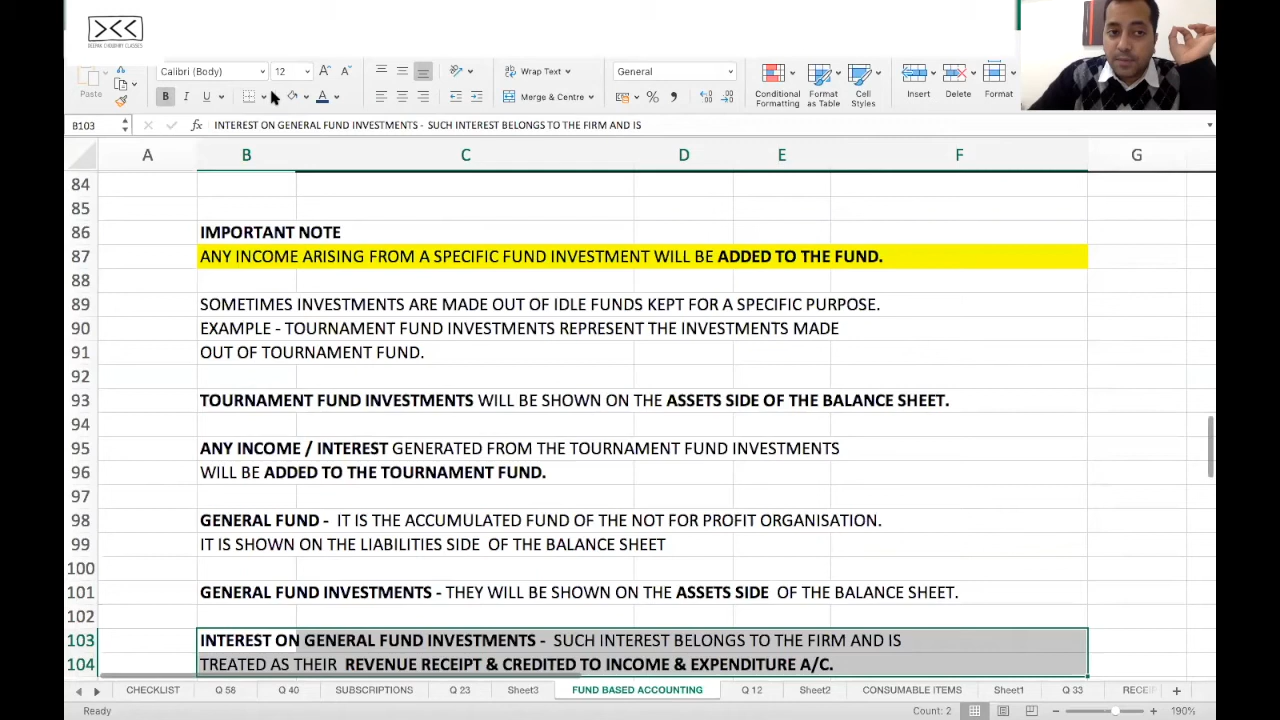 DEEPAK CHOUDHRY CLASSES
Paste
Calibri (Body)
12
A A
B I U
A
Wrap Text
Merge & Centre
General
%
Conditional Formatting
Format as Table
Cell Styles
Insert
Delete
Format
B103
fx
INTEREST ON GENERAL FUND INVESTMENTS - SUCH INTEREST BELONGS TO THE FIRM AND IS
A B C D E F G
84
85
86 IMPORTANT NOTE
87 ANY INCOME ARISING FROM A SPECIFIC FUND INVESTMENT WILL BE ADDED TO THE FUND.
88
89 SOMETIMES INVESTMENTS ARE MADE OUT OF IDLE FUNDS KEPT FOR A SPECIFIC PURPOSE.
90 EXAMPLE - TOURNAMENT FUND INVESTMENTS REPRESENT THE INVESTMENTS MADE
91 OUT OF TOURNAMENT FUND.
92
93 TOURNAMENT FUND INVESTMENTS WILL BE SHOWN ON THE ASSETS SIDE OF THE BALANCE SHEET.
94
95 ANY INCOME / INTEREST GENERATED FROM THE TOURNAMENT FUND INVESTMENTS
96 WILL BE ADDED TO THE TOURNAMENT FUND.
97
98 GENERAL FUND - IT IS THE ACCUMULATED FUND OF THE NOT FOR PROFIT ORGANISATION.
99 IT IS SHOWN ON THE LIABILITIES SIDE OF THE BALANCE SHEET
100
101 GENERAL FUND INVESTMENTS - THEY WILL BE SHOWN ON THE ASSETS SIDE OF THE BALANCE SHEET.
102
103 INTEREST ON GENERAL FUND INVESTMENTS - SUCH INTEREST BELONGS TO THE FIRM AND IS
104 TREATED AS THEIR REVENUE RECEIPT & CREDITED TO INCOME & EXPENDITURE A/C.
CHECKLIST Q 56 Q 40 SUBSCRIPTIONS Q 23 Sheet3 FUND BASED ACCOUNTING Q 12 Sheet2 CONSUMABLE ITEMS Sheet1 Q 33 RECEI
Ready
Count: 2
190%